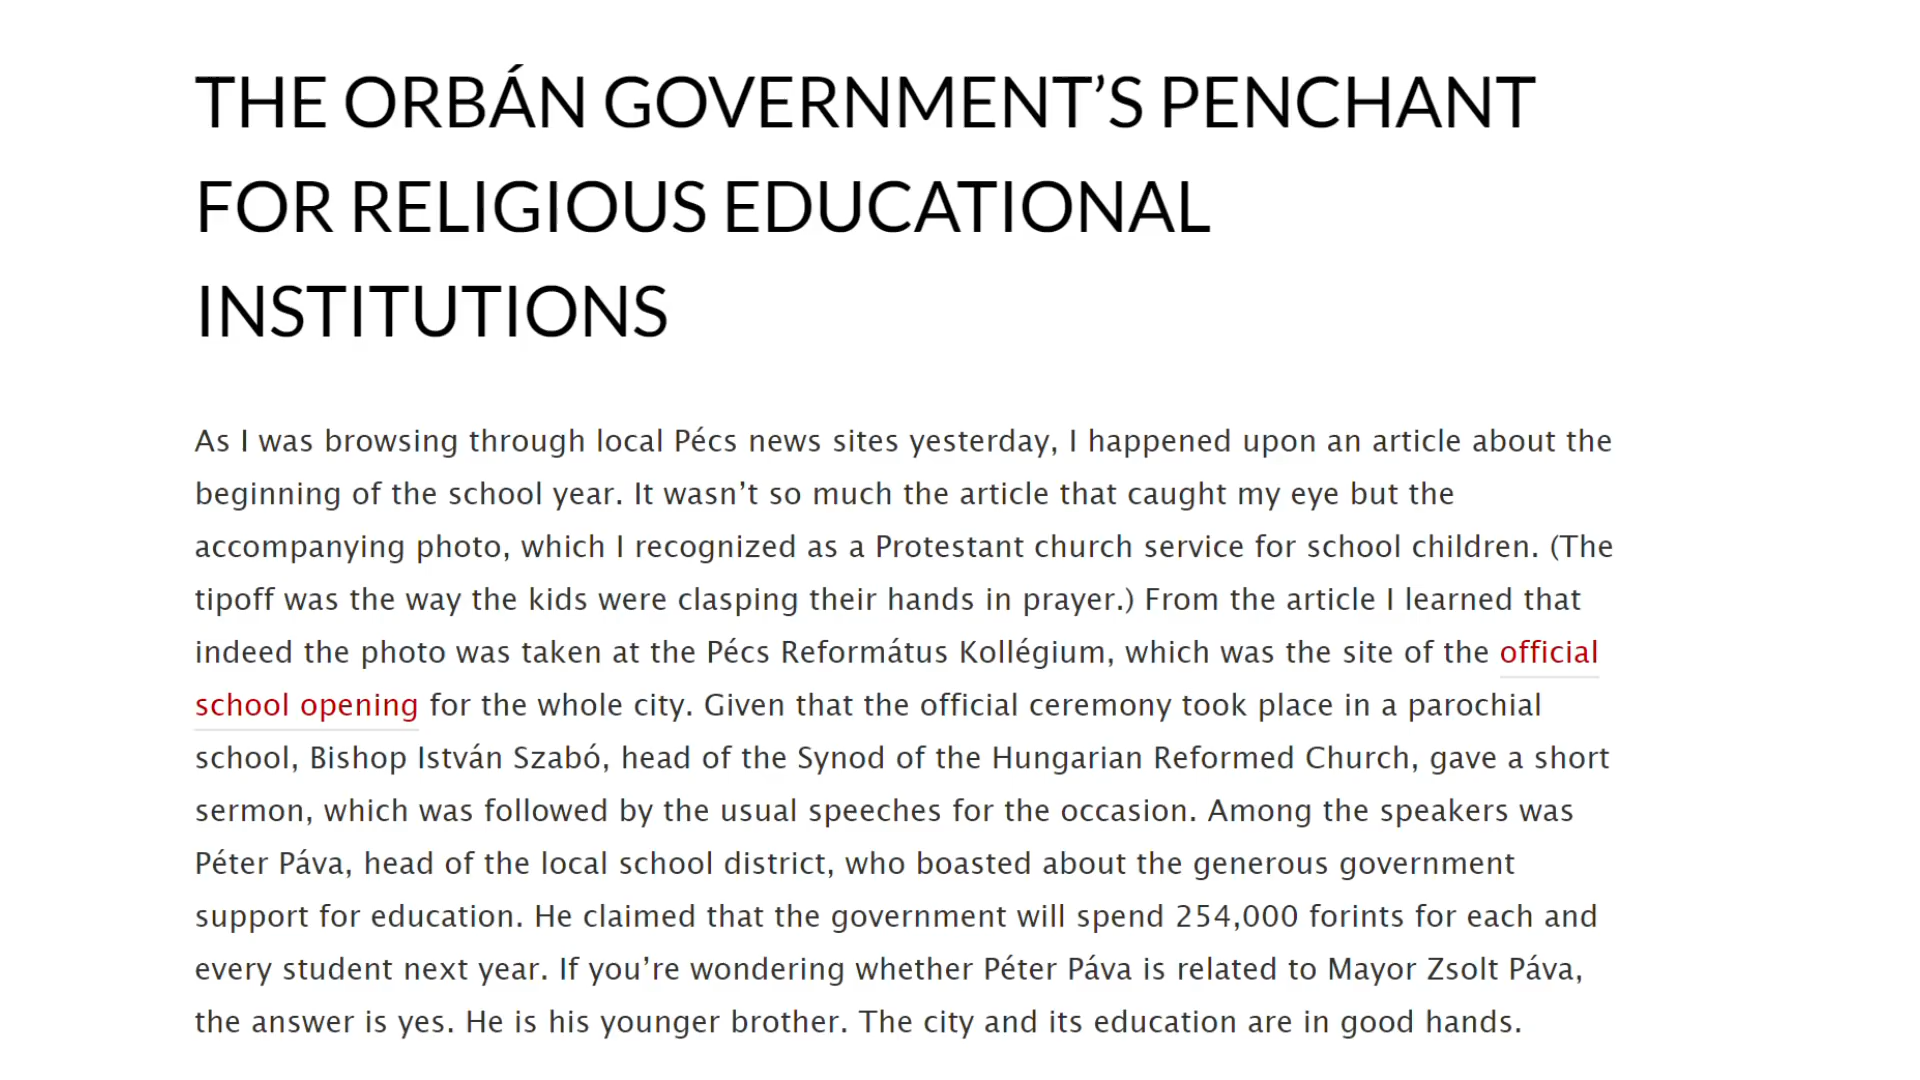 THE ORBÁN GOVERNMENT’S PENCHANT
FOR RELIGIOUS EDUCATIONAL
INSTITUTIONS
As I was browsing through local Pécs news sites yesterday, I happened upon an article about the
beginning of the school year. It wasn’t so much the article that caught my eye but the
accompanying photo, which I recognized as a Protestant church service for school children. (The
tipoff was the way the kids were clasping their hands in prayer.) From the article I learned that
indeed the photo was taken at the Pécs Református Kollégium, which was the site of the official
school opening for the whole city. Given that the official ceremony took place in a parochial
school, Bishop István Szabó, head of the Synod of the Hungarian Reformed Church, gave a short
sermon, which was followed by the usual speeches for the occasion. Among the speakers was
Péter Páva, head of the local school district, who boasted about the generous government
support for education. He claimed that the government will spend 254,000 forints for each and
every student next year. If you’re wondering whether Péter Páva is related to Mayor Zsolt Páva,
the answer is yes. He is his younger brother. The city and its education are in good hands.